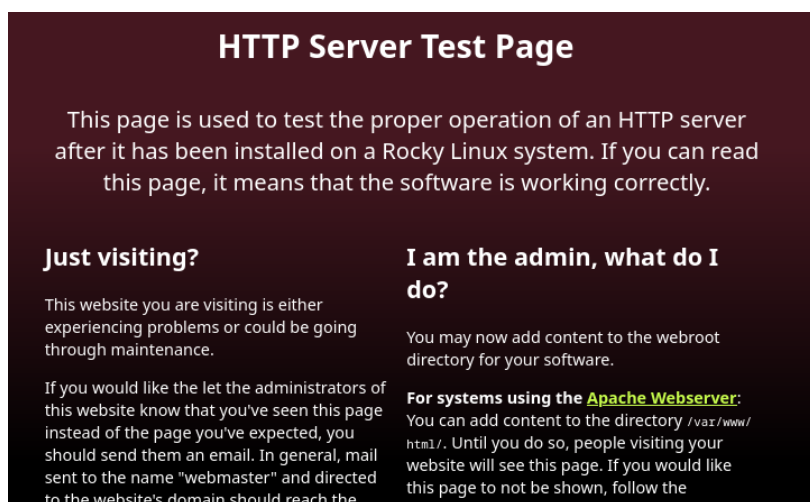 HTTP Server Test Page
This page is used to test the proper operation of an HTTP server
after it has been installed on a Rocky Linux system. If you can read
this page, it means that the software is working correctly.
Just visiting?
This website you are visiting is either
experiencing problems or could be going
through maintenance.
If you would like the let the administrators of
this website know that you've seen this page
instead of the page you've expected, you
should send them an email. In general, mail
sent to the name "webmaster" and directed
to the website's domain should reach the
I am the admin, what do I
do?
You may now add content to the webroot
directory for your software.
For systems using the Apache Webserver:
You can add content to the directory /var/www/
html/. Until you do so, people visiting your
website will see this page. If you would like
this page to not be shown, follow the